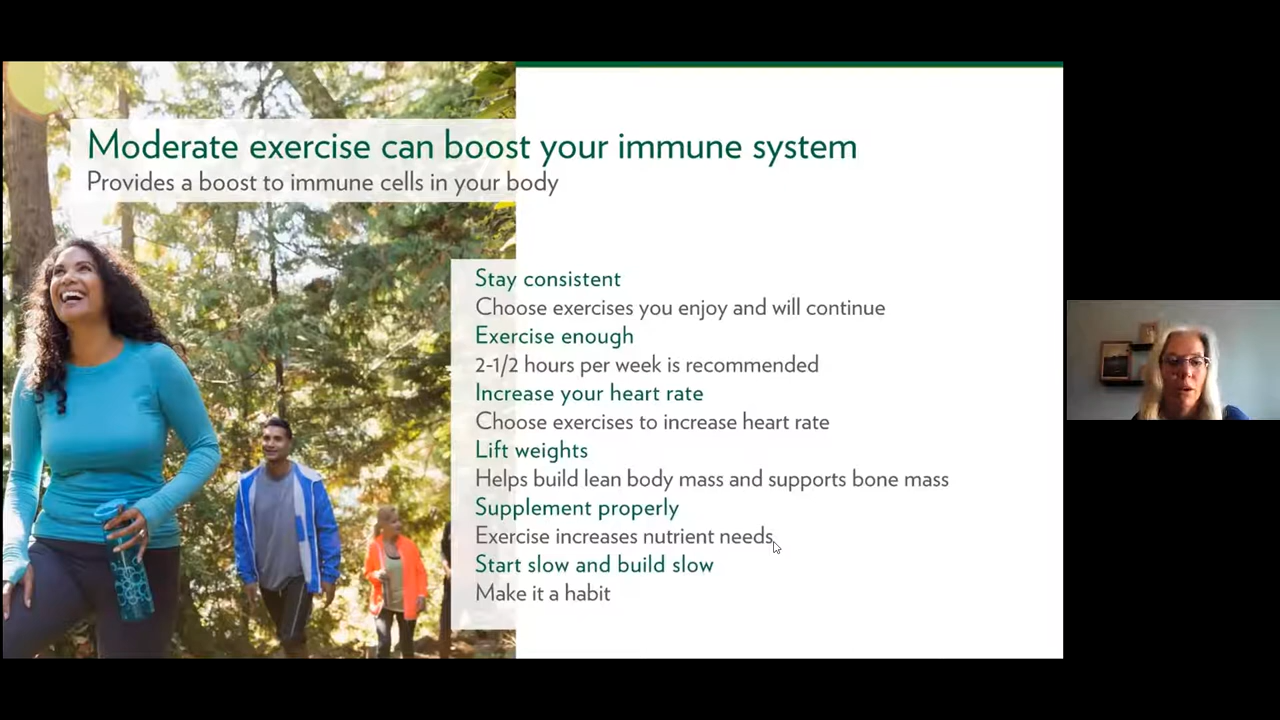 Moderate exercise can boost your immune system
Provides a boost to immune cells in your body
Stay consistent
Choose exercises you enjoy and will continue
Exercise enough
2-1/2 hours per week is recommended
Increase your heart rate
Choose exercises to increase heart rate
Lift weights
Helps build lean body mass and supports bone mass
Supplement properly
Exercise increases nutrient needs
Start slow and build slow
Make it a habit